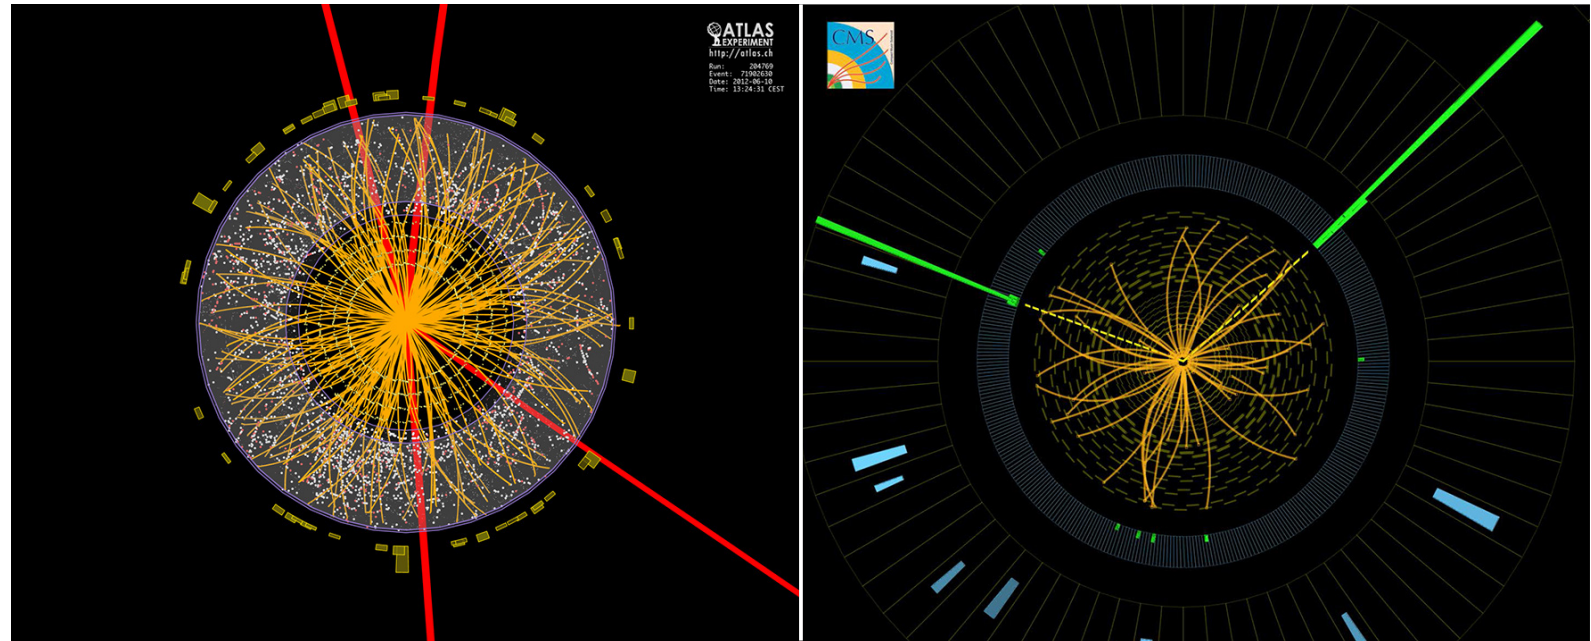 ATLAS
EXPERIMENT
http://atlas.ch
Run: 204769
Event: 71902630
Date: 2012-06-10
Time: 13:24:31 CEST
CMS